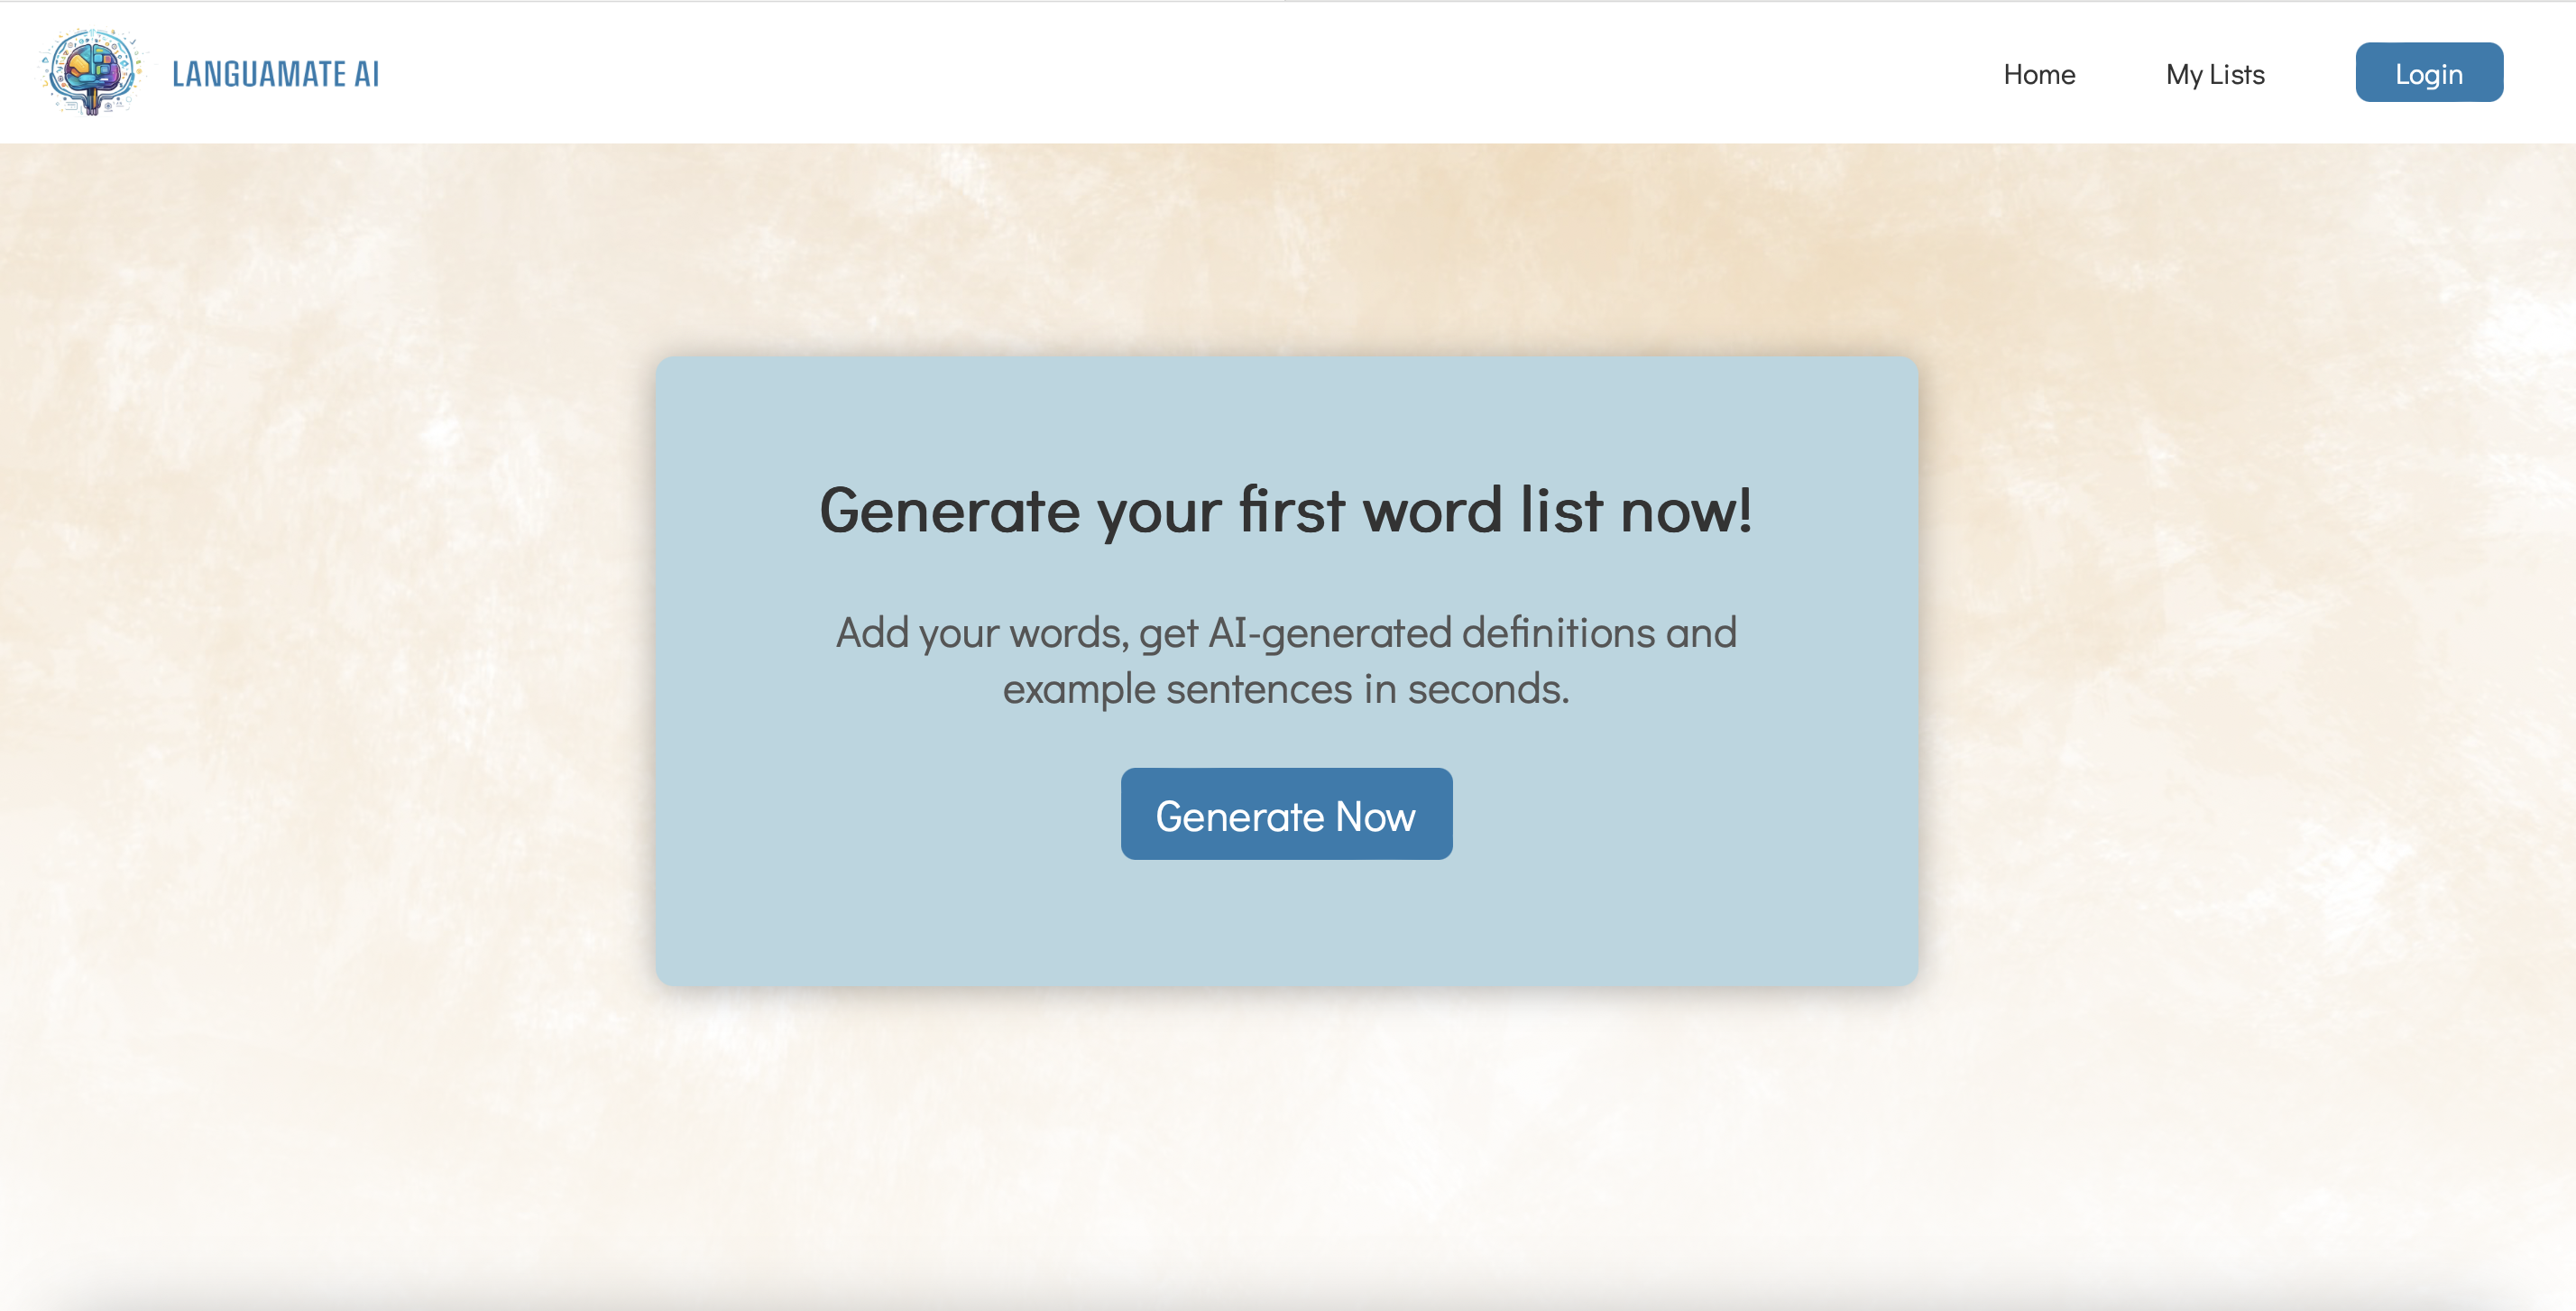 LANGUAMATE AI
Home
My Lists
Login
Generate your first word list now!
Add your words, get AI-generated definitions and
example sentences in seconds.
Generate Now